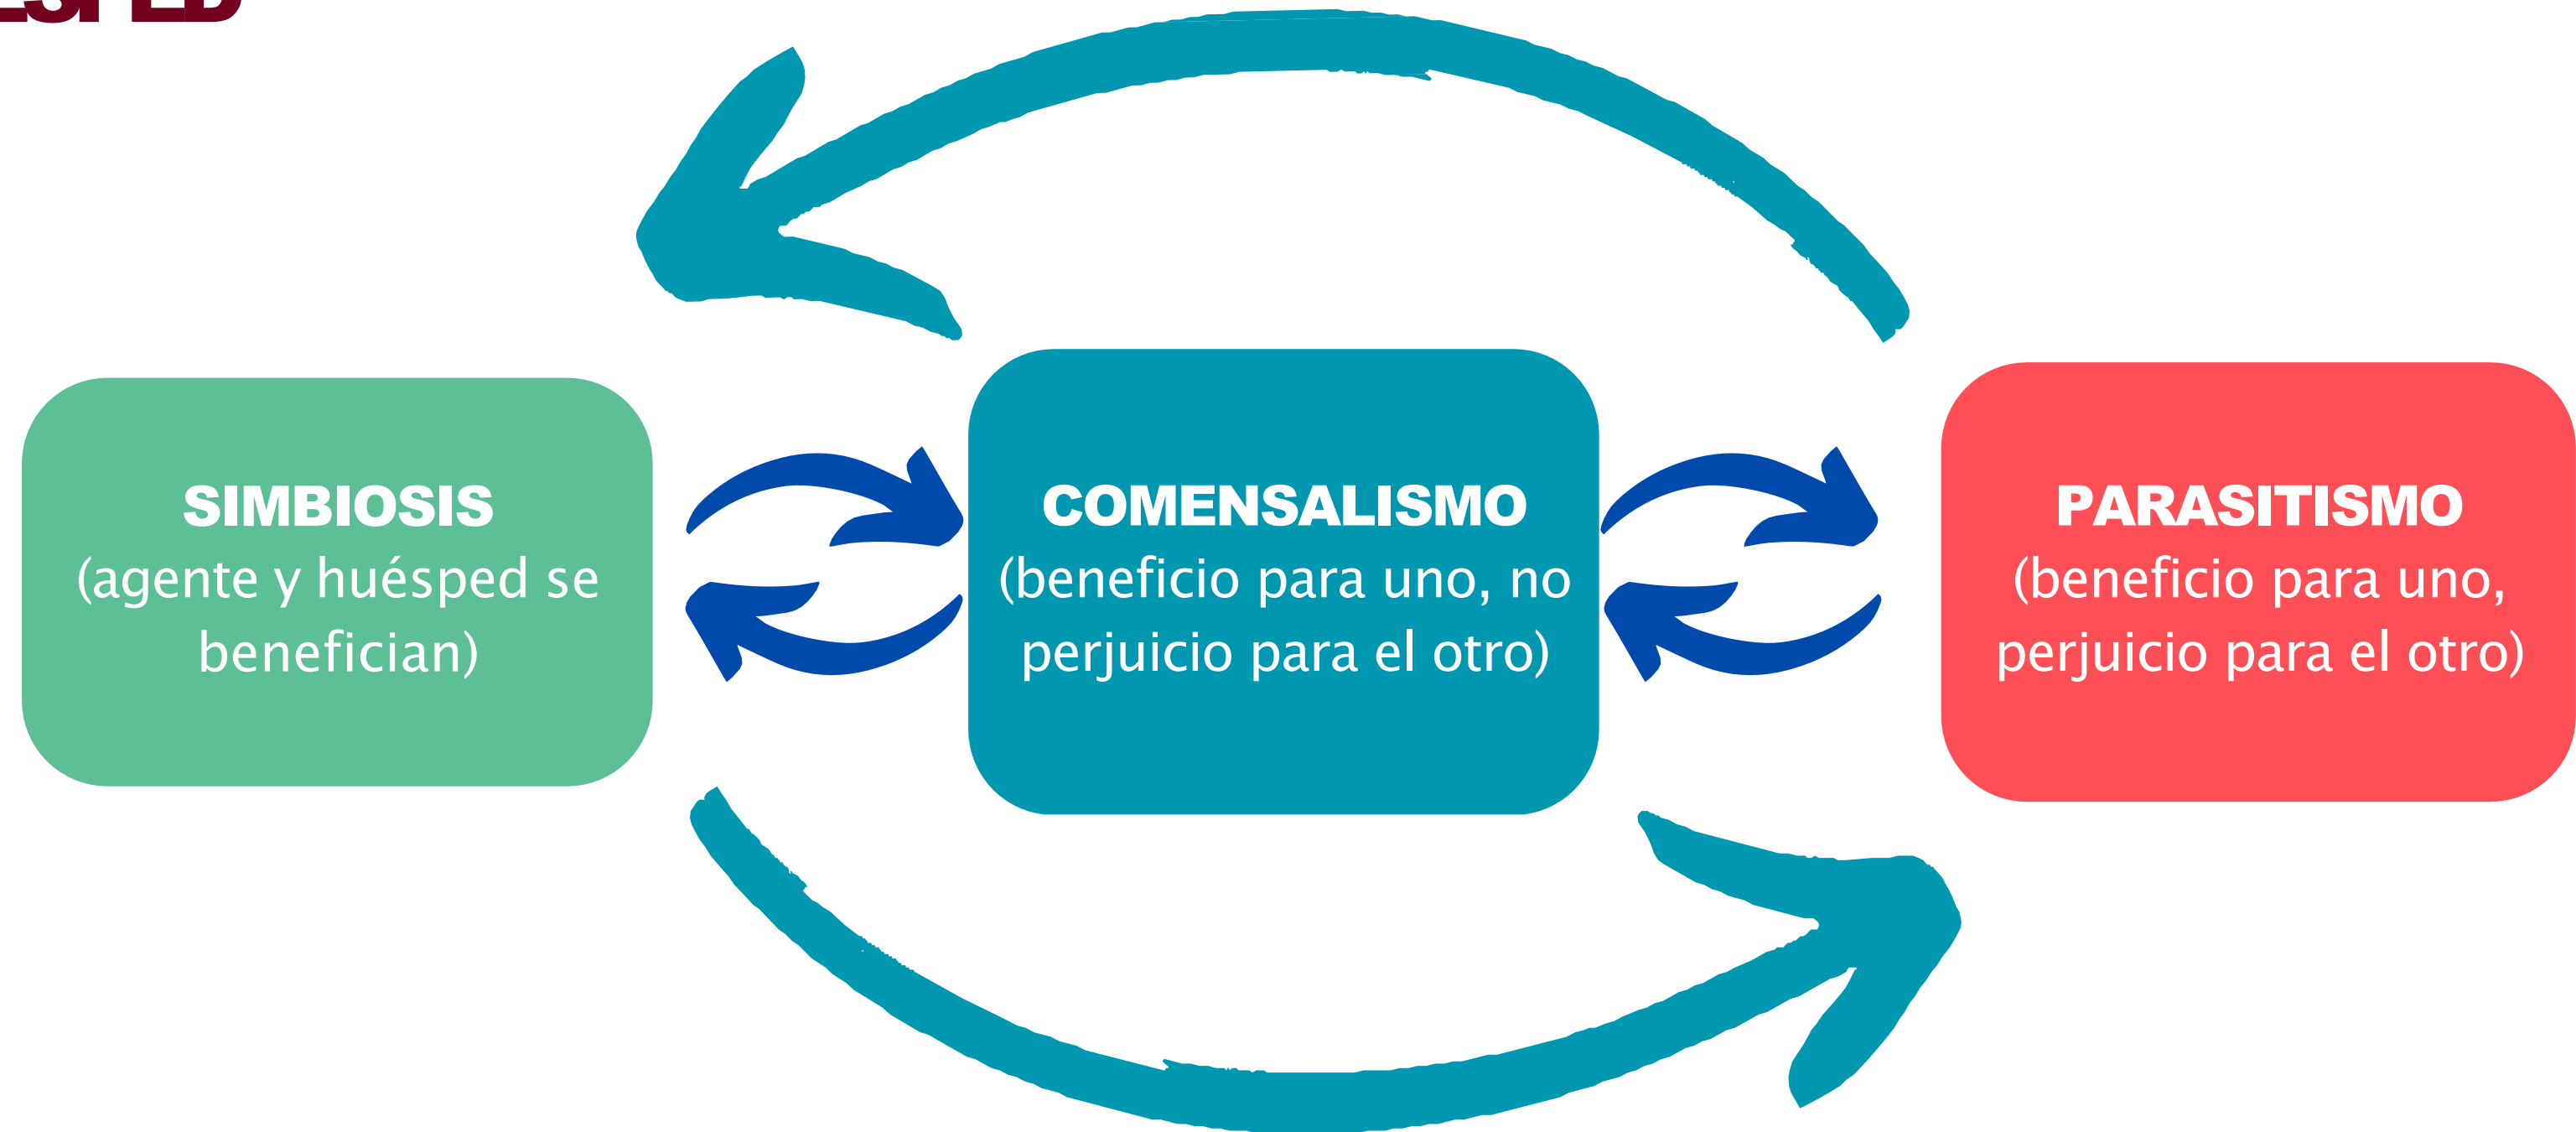 SIMBIOSIS
(agente y huésped se
benefician)
COMENSALISMO
(beneficio para uno, no
perjuicio para el otro)
PARASITISMO
(beneficio para uno,
perjuicio para el otro)